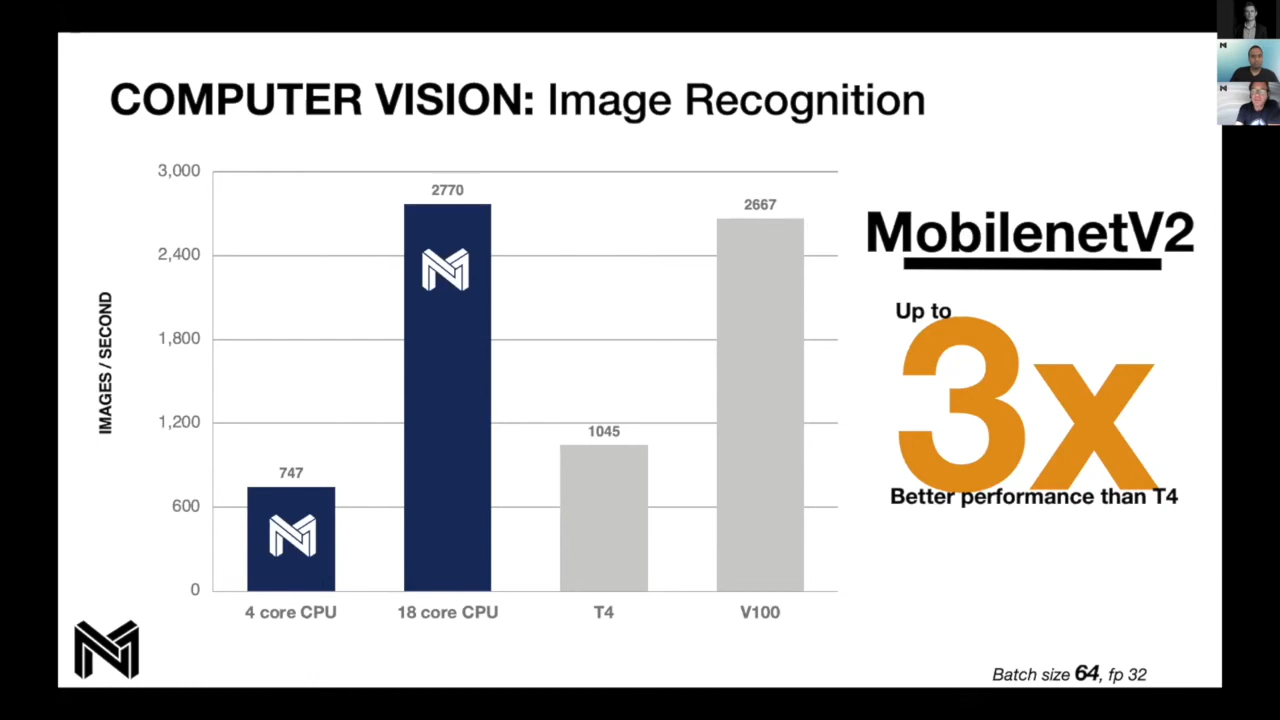 COMPUTER VISION: Image Recognition
3,000
2,400
1,800
1,200
600
0
IMAGES / SECOND
747
2770
1045
2667
4 core CPU
18 core CPU
T4
V100
MobilenetV2
Up to
3x
Better performance than T4
Batch size 64, fp 32